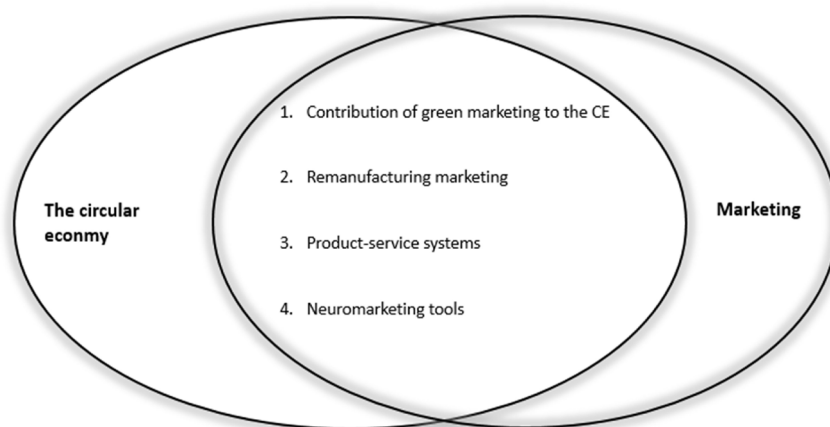 The circular
econmy
1. Contribution of green marketing to the CE
2. Remanufacturing marketing
3. Product-service systems
4. Neuromarketing tools
Marketing